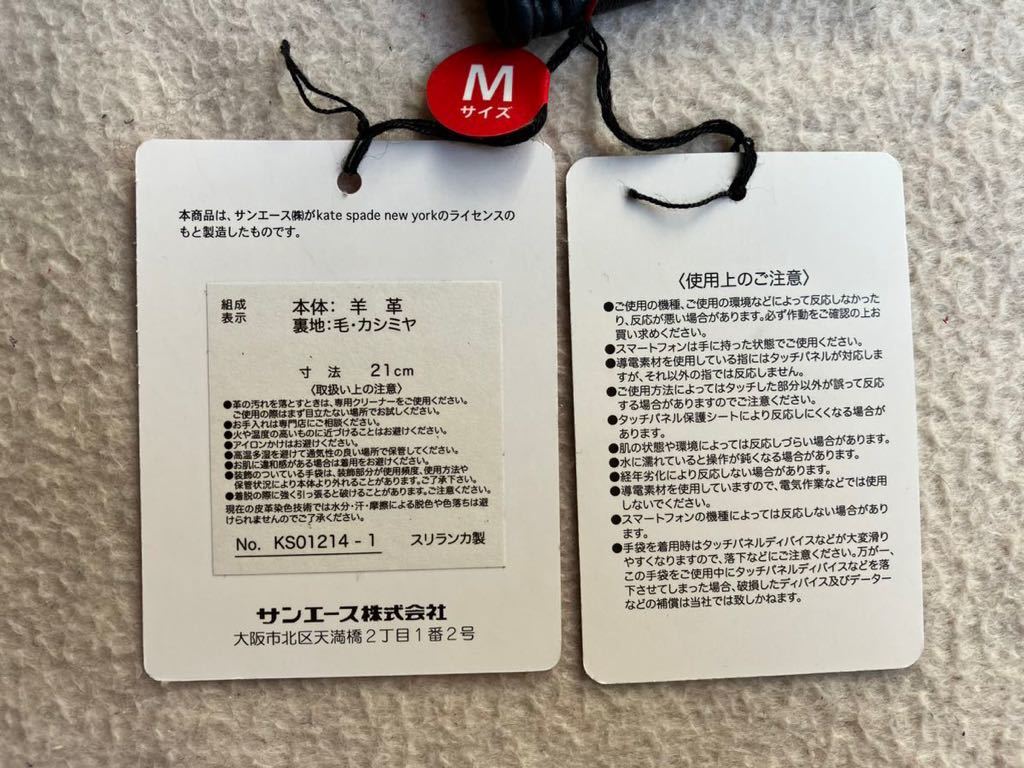 M
サイズ
本商品は、サンエース㈱がkate spade new yorkのライセンスの
もと製造したものです。
組成
表示
本体: 羊 革
裏地:毛・カシミヤ
寸 法 21cm
〈取扱い上の注意〉
●革の汚れを落とすときは、専用クリーナーをご使用ください。
ご使用の際はまず目立たない場所でお試しください。
●お手入れは専門店にご相談ください。
●火や温度の高いものに近づけることはお避けください。
●アイロンかけはお避けください。
●高温多湿を避けて通気性の良い場所で保管してください。
●お肌に違和感がある場合は着用をお避けください。
●装飾のついている手袋は、装飾部分が使用頻度、使用方法や
保管状況により本体より外れることがあります。ご了承下さい。
●着脱の際に強く引っ張ると破けることがあります。ご注意ください。
現在の皮革染色技術では水分・汗・摩擦による脱色や色落ちは避
けられませんのでご了承ください。
No. KS01214-1 スリランカ製
サンエース株式会社
大阪市北区天満橋2丁目1番2号
〈使用上のご注意〉
●ご使用の機種、ご使用の環境などによって反応しなかった
り、反応が悪い場合があります。必ず作動をご確認の上お
買い求めください。
●スマートフォンは手に持った状態でご使用ください。
●導電素材を使用している指にはタッチパネルが対応しま
すが、それ以外の指では反応しません。
●ご使用方法によってはタッチした部分以外が誤って反応
する場合がありますのでご注意ください。
●タッチパネル保護シートにより反応しにくくなる場合が
あります。
●肌の状態や環境によっては反応しづらい場合があります。
●水に濡れていると操作が鈍くなる場合があります。
●経年劣化により反応しない場合があります。
●導電素材を使用していますので、電気作業などでは使用
しないでください。
●スマートフォンの機種によっては反応しない場合があり
ます。
●手袋を着用時はタッチパネルディバイスなどが大変滑り
やすくなりますので、落下などにご注意ください。万が一、
この手袋をご使用中にタッチパネルディバイスなどを落
下させてしまった場合、破損したディバイス及びデーター
などの補償は当社では致しかねます。